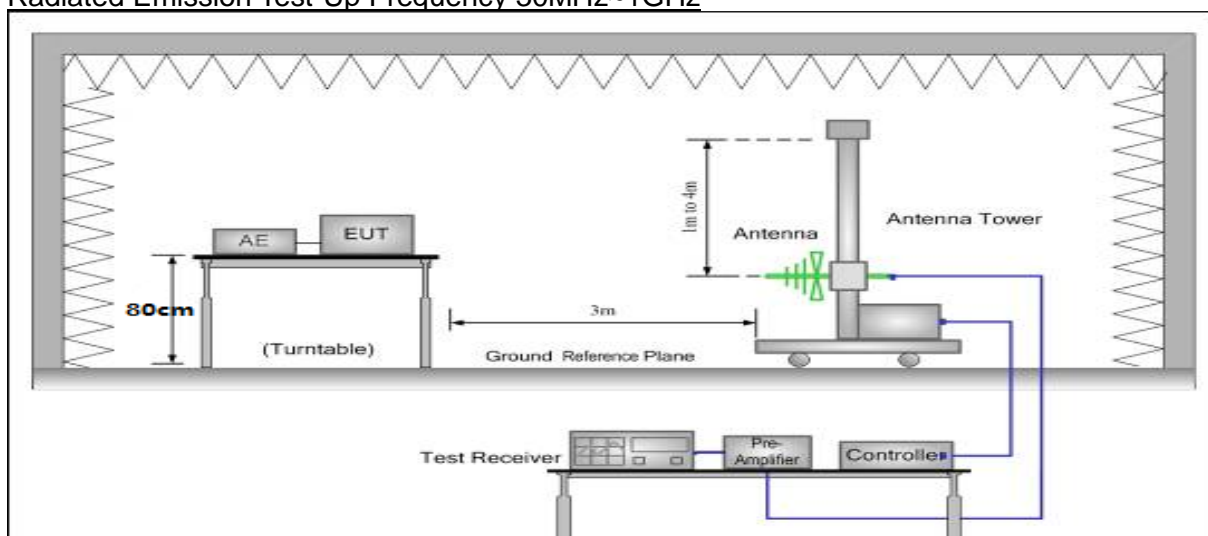 Radiated Emission Test-Up Frequency 30MHz~1GHz
1m to 4m
Antenna Tower
Antenna
AE
EUT
80cm
3m
(Turntable)
Ground Reference Plane
Test Receiver
Pre-
Amplifier
Controller